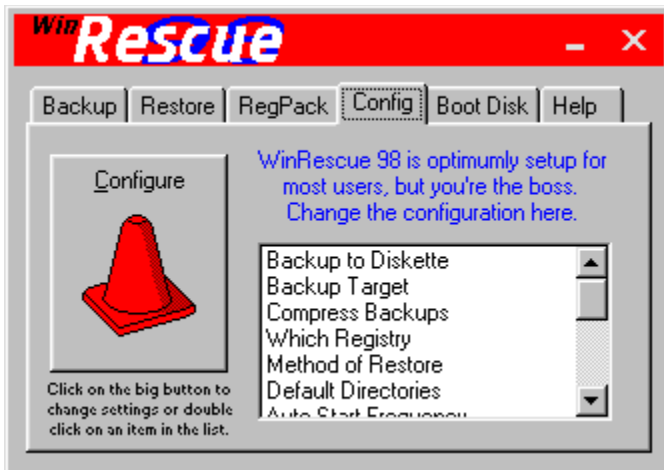 WinRescue
Backup Restore RegPack Config Boot Disk Help
Configure
WinRescue 98 is optimumly setup for
most users, but you're the boss.
Change the configuration here.
Backup to Diskette
Backup Target
Compress Backups
Which Registry
Method of Restore
Default Directories
Auto Start Frequency
Click on the big button to
change settings or double
click on an item in the list.